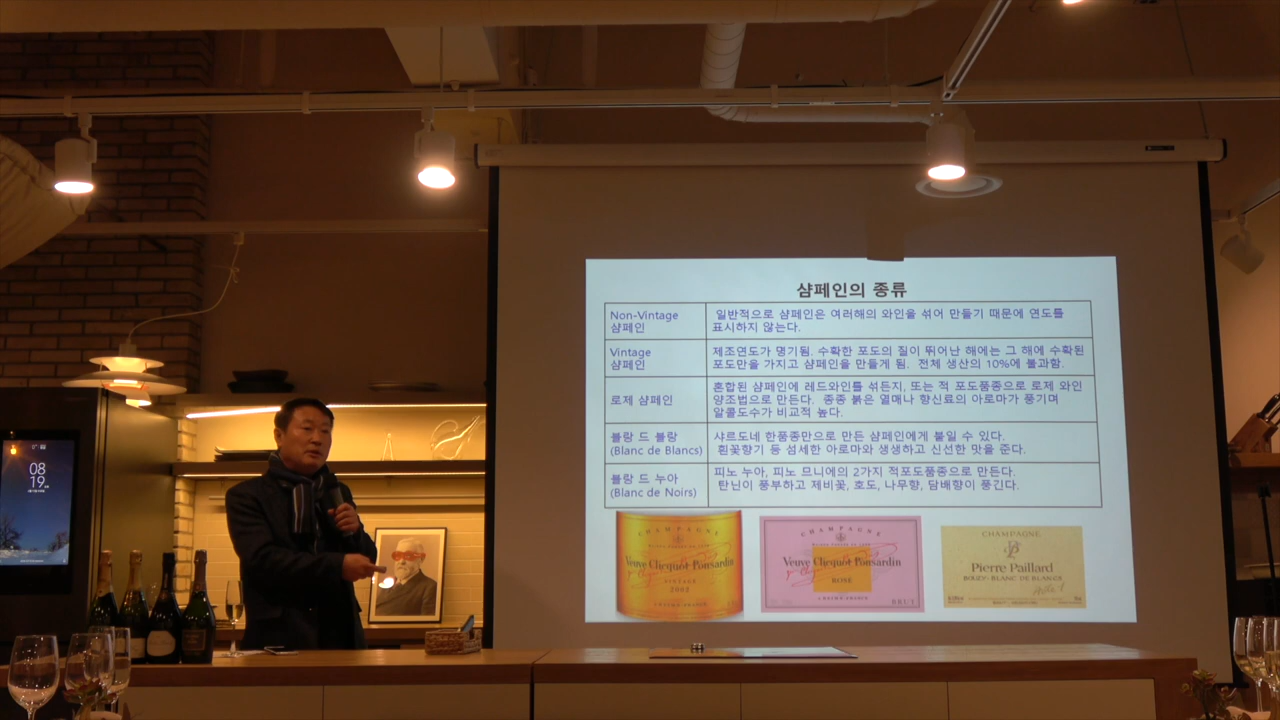 샴페인의 종류
Non-Vintage
샴페인
일반적으로 샴페인은 여러해의 와인을 섞어 만들기 때문에 연도를
표시하지 않는다.
Vintage
샴페인
제조연도가 명기됨. 수확한 포도의 질이 뛰어난 해에는 그 해에 수확된
포도만을 가지고 샴페인을 만들게 됨. 전체 생산의 10%에 불과함.
로제 샴페인
혼합된 샴페인에 레드와인를 섞든지, 또는 적 포도품종으로 로제 와인
양조법으로 만든다. 종종 붉은 열매나 향신료의 아로마가 풍기며
알콜도수가 비교적 높다.
블랑 드 블랑
(Blanc de Blancs)
샤르도네 한품종만으로 만든 샴페인에게 붙일 수 있다.
흰꽃향기 등 섬세한 아로마와 생생하고 신선한 맛을 준다.
블랑 드 누아
(Blanc de Noirs)
피노 누아, 피노 므니에의 2가지 적포도품종으로 만든다.
탄닌이 풍부하고 제비꽃, 호도, 나무향, 담배향이 풍긴다.
CHAMPAGNE
Veuve Clicquot Ponsardin
VINTAGE
2002
CHAMPAGNE
Veuve Clicquot Ponsardin
ROSÉ
BRUT
CHAMPAGNE
Pierre Paillard
BOUZY BLANC DE BLANCS
08
19